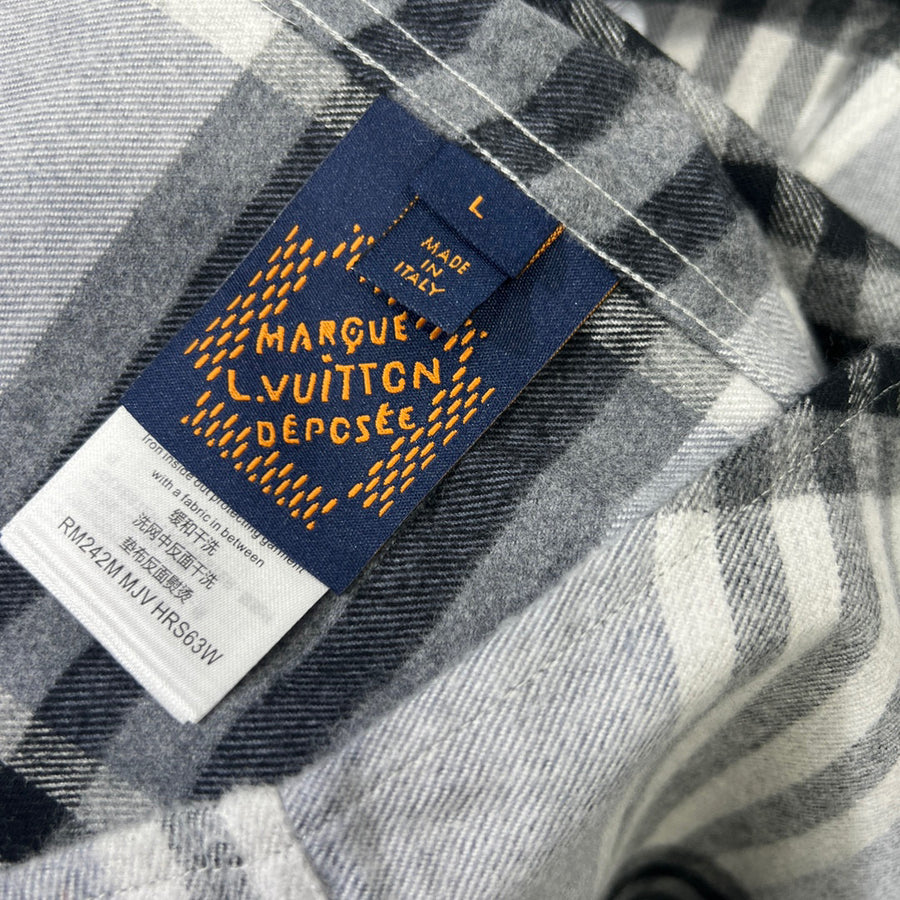 L
MADE
IN
ITALY
MARQUE
L.VUITTON
DÉPOSÉE
Iron inside out protecting garment
with a fabric in between
缓和干洗
洗网中反面干洗
垫布反面熨烫
RM242M MJV HRS63W